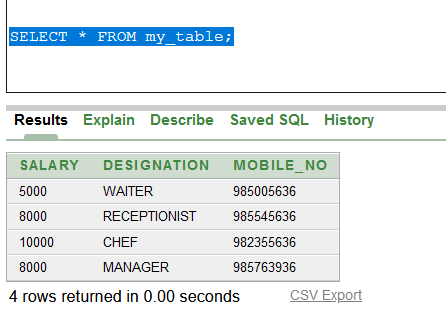 SELECT * FROM my_table;
Results Explain Describe Saved SQL History
SALARY DESIGNATION MOBILE_NO
5000 WAITER 985005636
8000 RECEPTIONIST 985545636
10000 CHEF 982355636
8000 MANAGER 985763936
4 rows returned in 0.00 seconds CSV Export